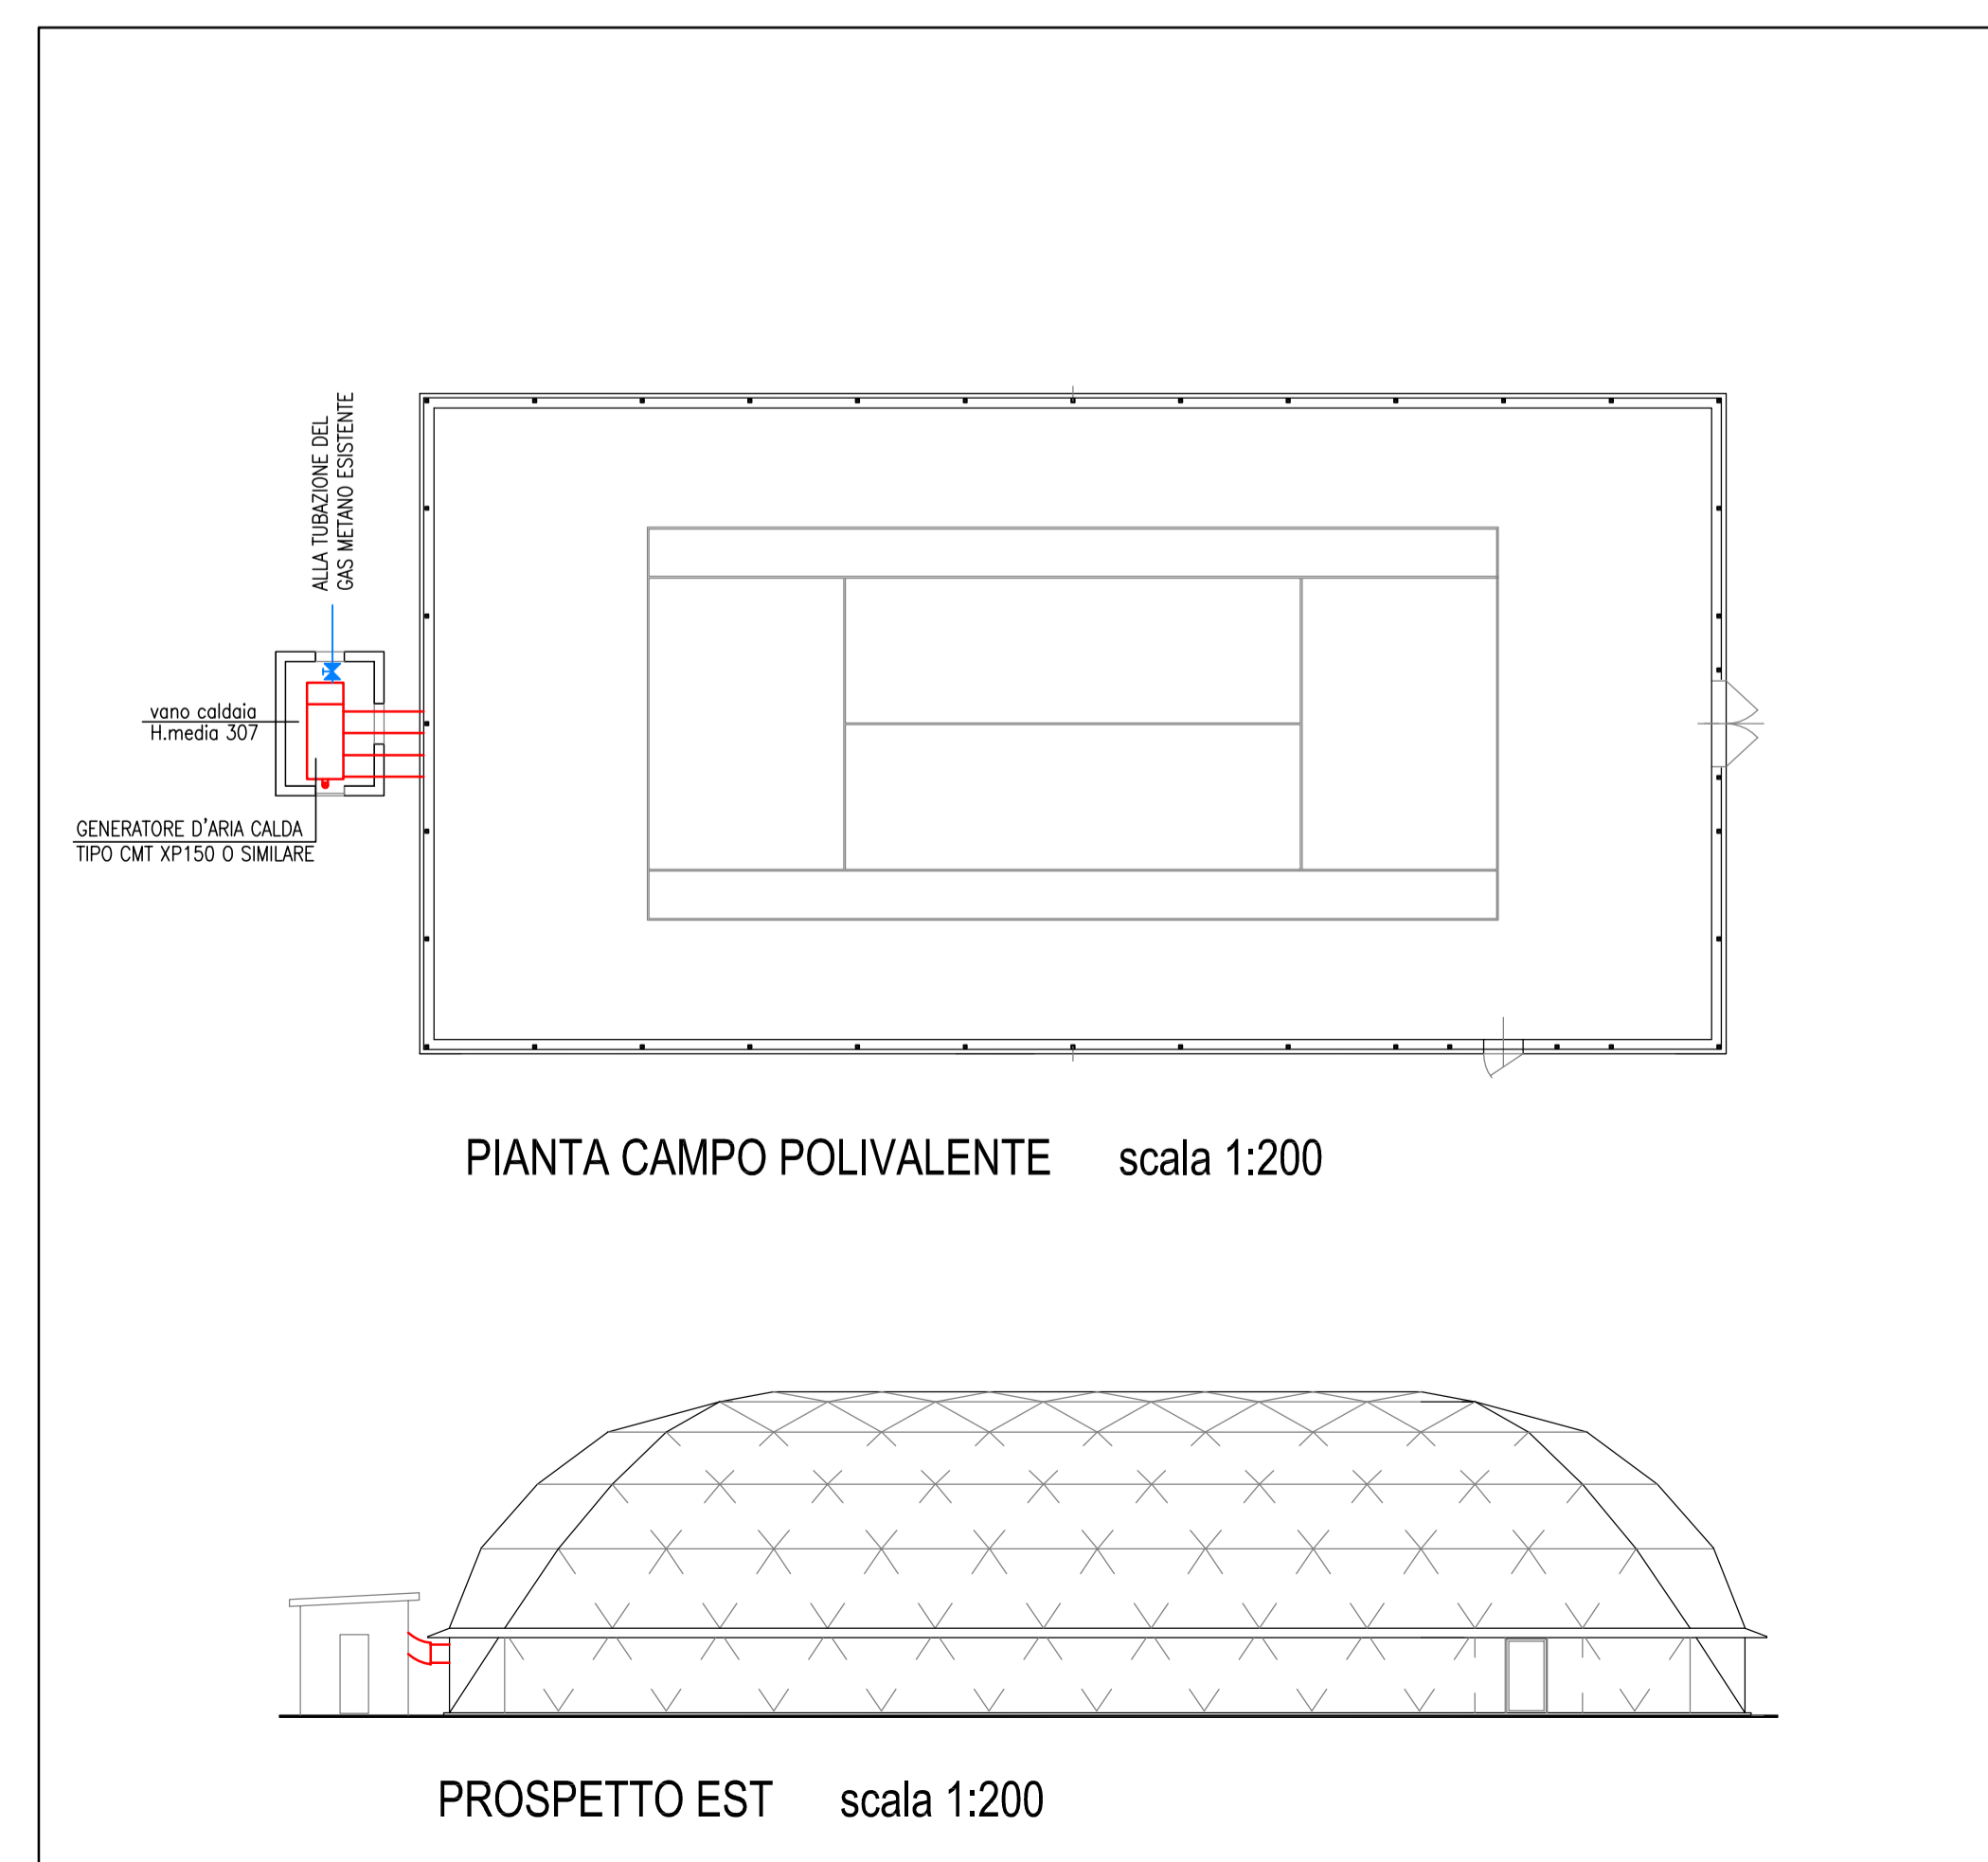 ALLA TUBAZIONE DEL
GAS METANO ESISTENTE
vano caldaia
H.media 307
GENERATORE D'ARIA CALDA
TIPO CMT XP150 O SIMILARE
PIANTA CAMPO POLIVALENTE scala 1:200
PROSPETTO EST scala 1:200